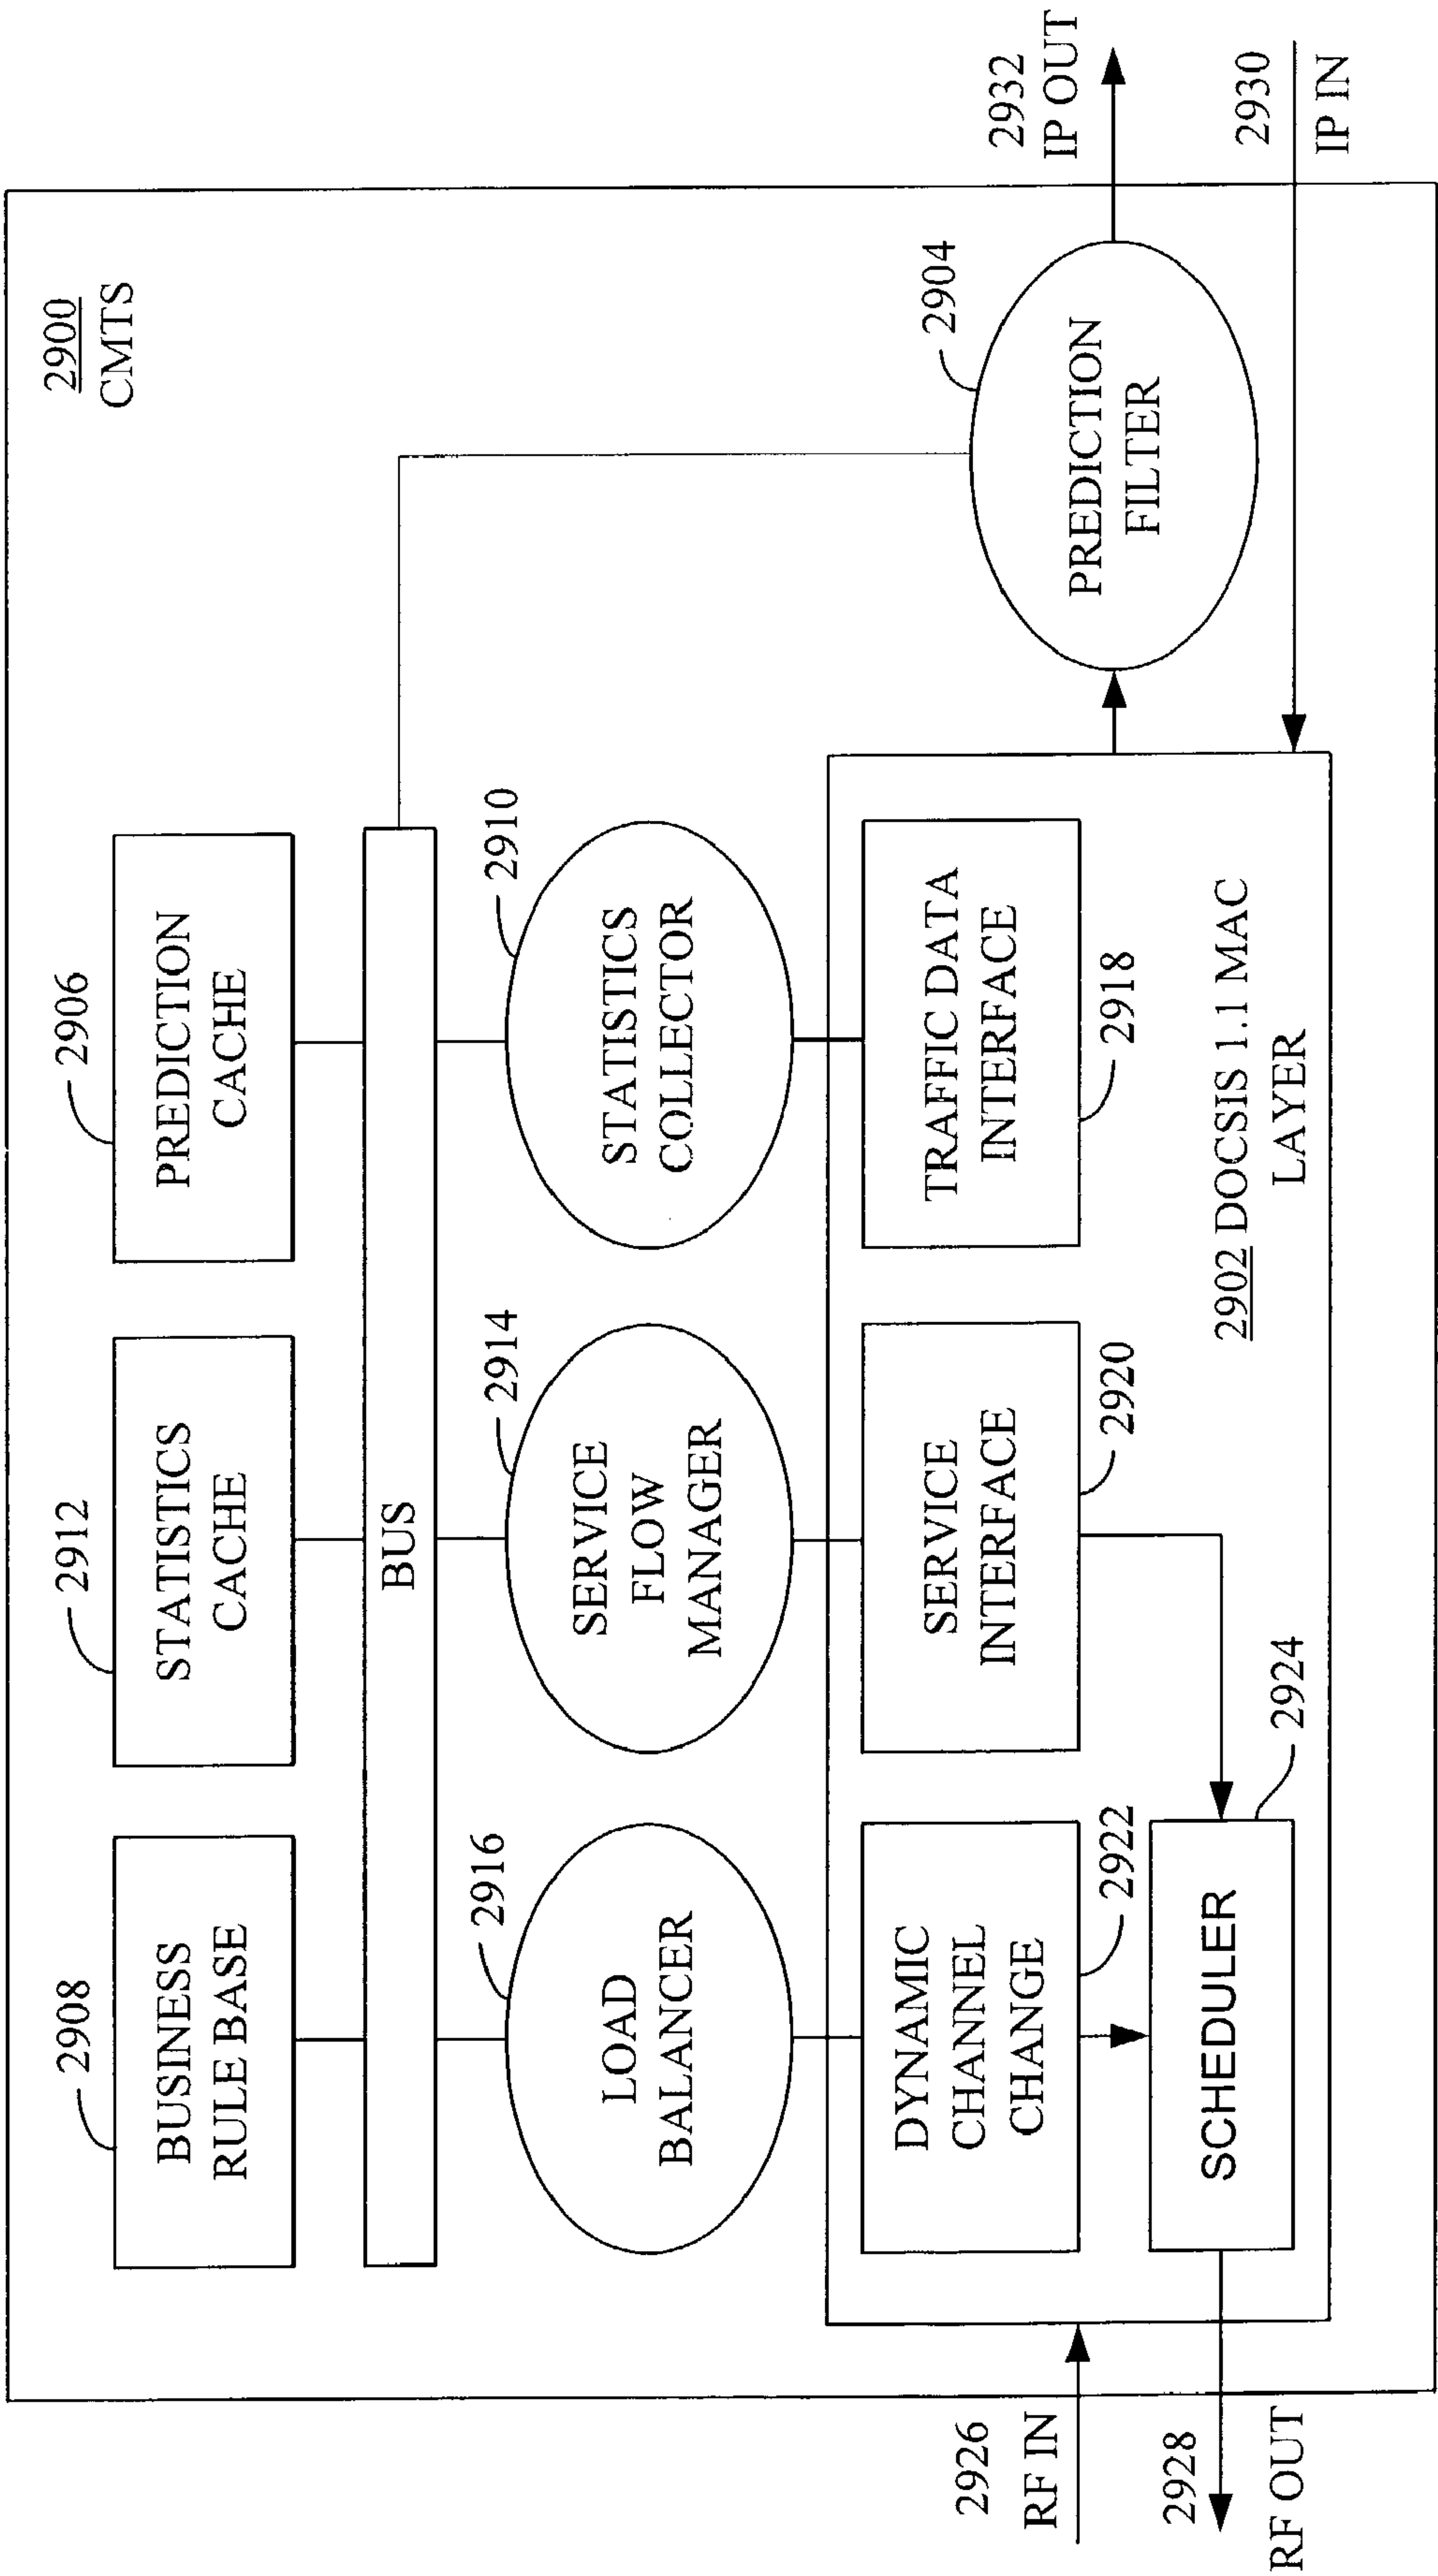 2900
CMTS
2908
BUSINESS
RULE BASE
2912
STATISTICS
CACHE
2906
PREDICTION
CACHE
BUS
2916
LOAD
BALANCER
2914
SERVICE
FLOW
MANAGER
2910
STATISTICS
COLLECTOR
2904
PREDICTION
FILTER
DYNAMIC
CHANNEL
CHANGE
2922
SERVICE
INTERFACE
2920
TRAFFIC DATA
INTERFACE
2918
SCHEDULER
2924
2902 DOCSIS 1.1 MAC
LAYER
2926
RF IN
2928
RF OUT
2932
IP OUT
2930
IP IN